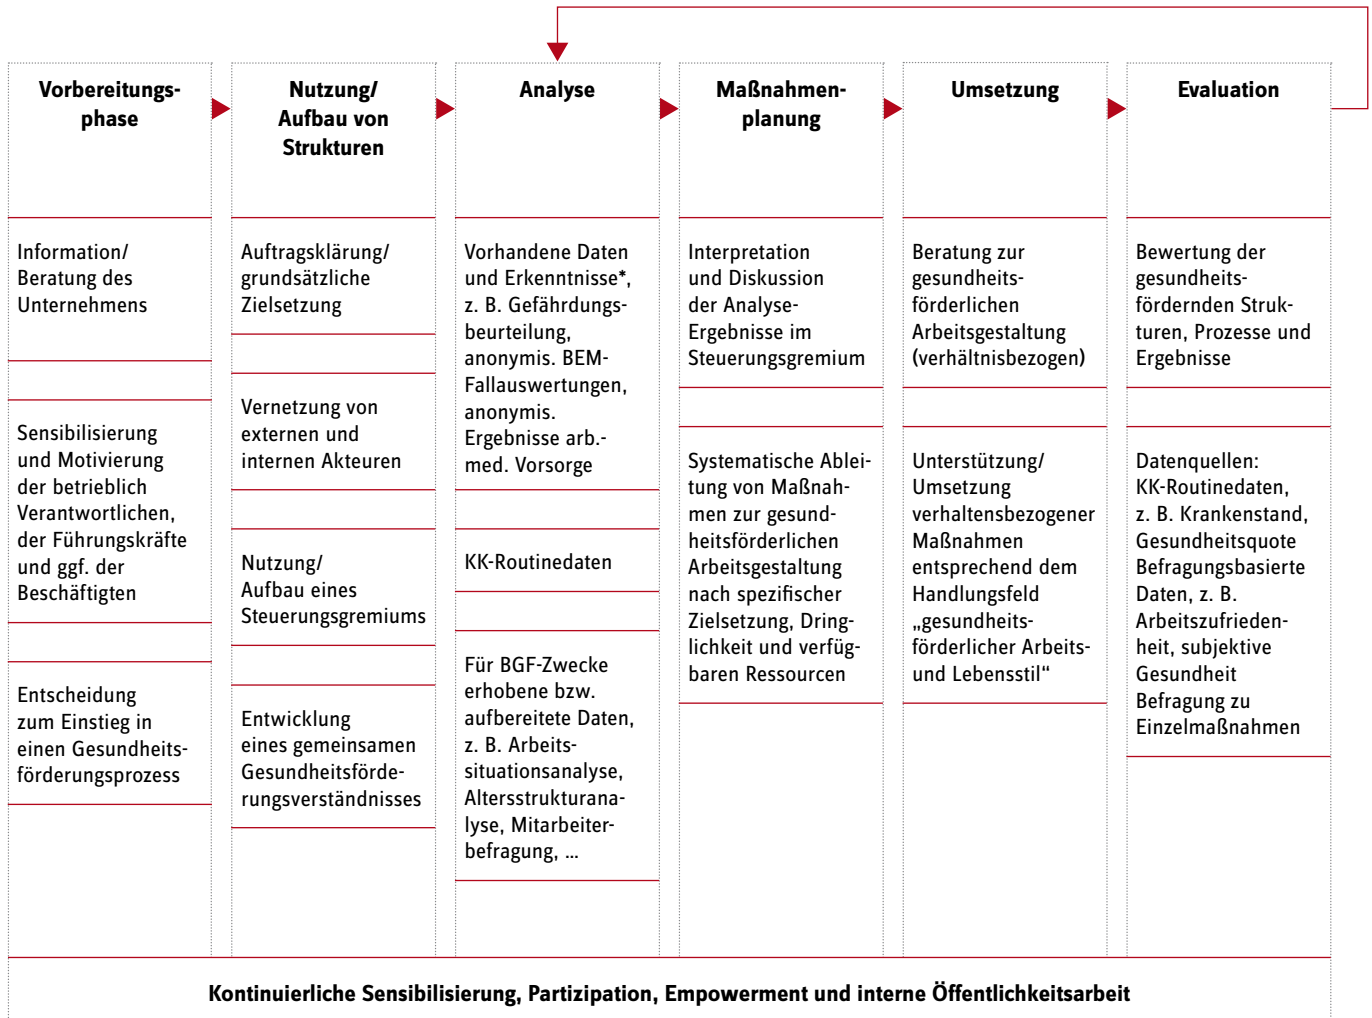 Vorbereitungs-
phase
Information/
Beratung des
Unternehmens
Sensibilisierung
und Motivierung
der betrieblich
Verantwortlichen,
der Führungskräfte
und ggf. der
Beschäftigten
Entscheidung
zum Einstieg in
einen Gesundheits-
förderungsprozess
Nutzung/
Aufbau von
Strukturen
Auftragsklärung/
grundsätzliche
Zielsetzung
Vernetzung von
externen und
internen Akteuren
Nutzung/
Aufbau eines
Steuerungsgremiums
Entwicklung
eines gemeinsamen
Gesundheitsförde-
rungsverständnisses
Analyse
Vorhandene Daten
und Erkenntnisse*,
z. B. Gefährdungs-
beurteilung,
anonymis. BEM-
Fallauswertungen,
anonymis.
Ergebnisse arb.-
med. Vorsorge
KK-Routinedaten
Für BGF-Zwecke
erhobene bzw.
aufbereitete Daten,
z. B. Arbeits-
situationsanalyse,
Altersstrukturana-
lyse, Mitarbeiter-
befragung, …
Maßnahmen-
planung
Interpretation
und Diskussion
der Analyse-
Ergebnisse im
Steuerungsgremium
Systematische Ablei-
tung von Maßnah-
men zur gesund-
heitsförderlichen
Arbeitsgestaltung
nach spezifischer
Zielsetzung, Dring-
lichkeit und verfüg-
baren Ressourcen
Umsetzung
Beratung zur
gesundheits-
förderlichen
Arbeitsgestaltung
(verhältnisbezogen)
Unterstützung/
Umsetzung
verhaltensbezogener
Maßnahmen
entsprechend dem
Handlungsfeld
„gesundheits-
förderlicher Arbeits-
und Lebensstil“
Evaluation
Bewertung der
gesundheits-
fördernden Struk-
turen, Prozesse und
Ergebnisse
Datenquellen:
KK-Routinedaten,
z. B. Krankenstand,
Gesundheitsquote
Befragungsbasierte
Daten, z. B.
Arbeitszufrieden-
heit, subjektive
Gesundheit
Befragung zu
Einzelmaßnahmen
Kontinuierliche Sensibilisierung, Partizipation, Empowerment und interne Öffentlichkeitsarbeit